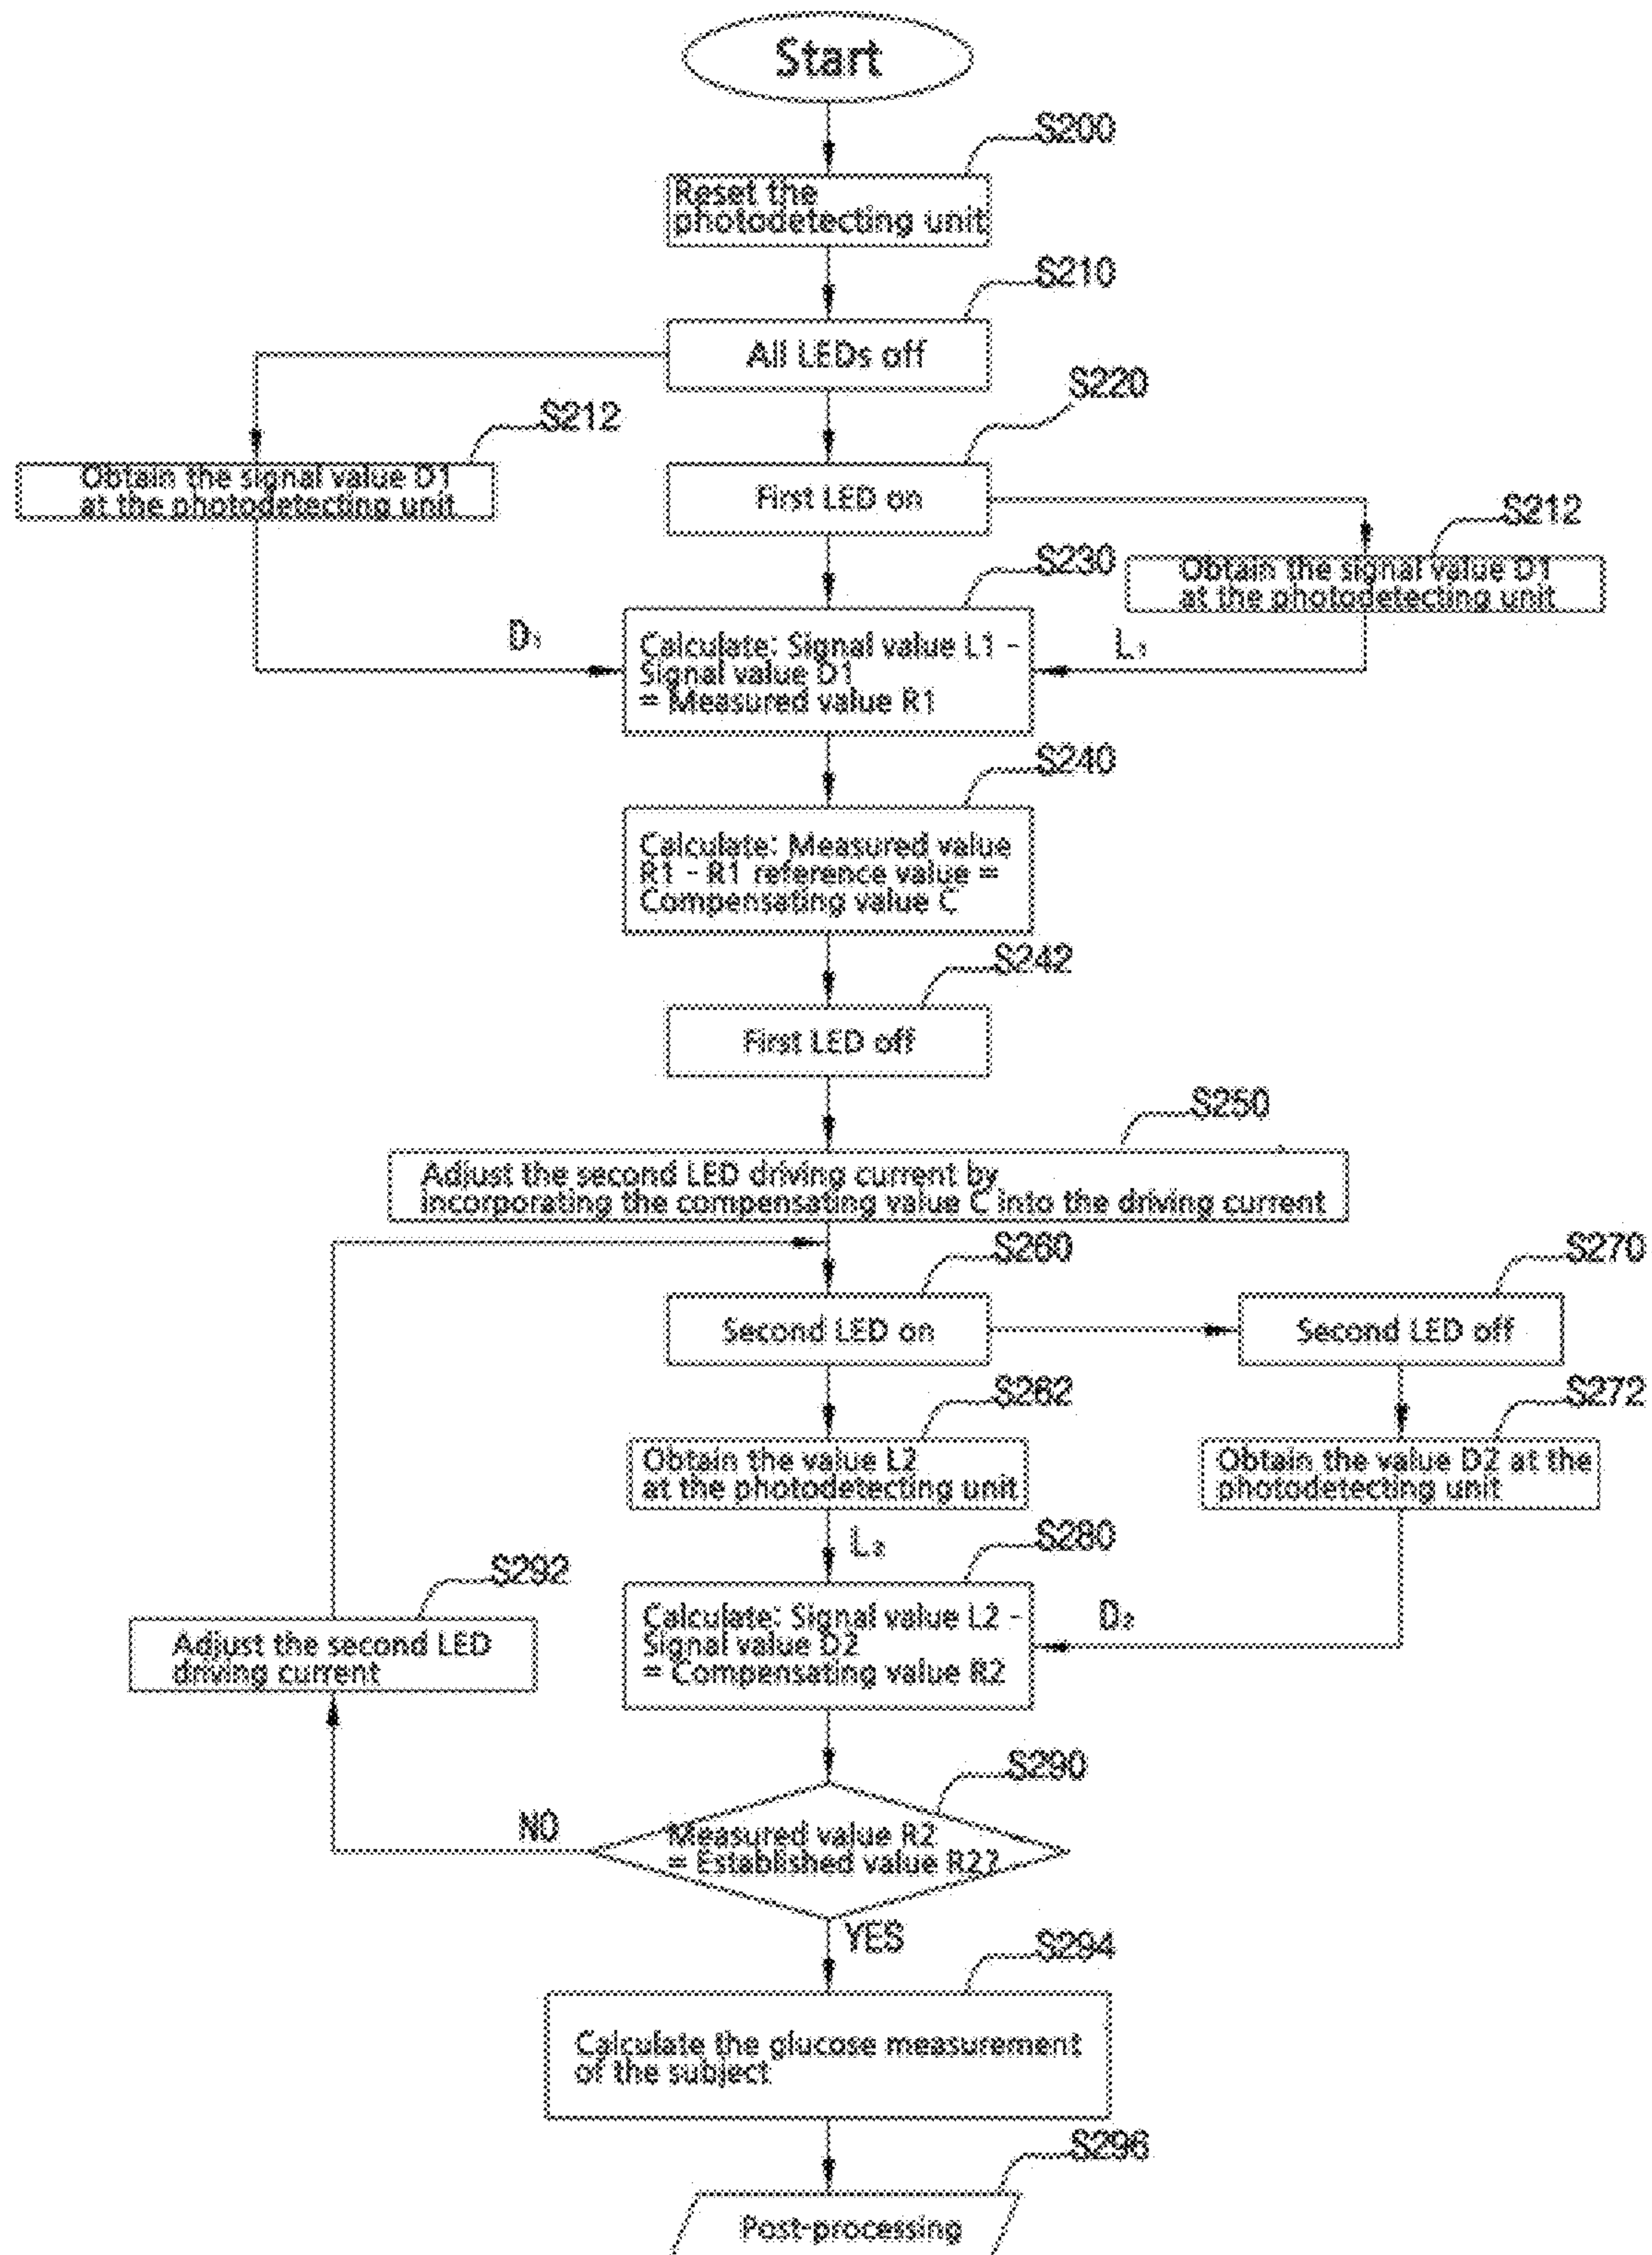 Start
S200
Reset the
photodetecting unit
S210
All LEDs off
S220
S212
Obtain the signal value D1
at the photodetecting unit
First LED on
S212
Obtain the signal value D1
at the photodetecting unit
S230
D₁
Calculate: Signal value L1 -
Signal value D1
= Measured value R1
L₁
S240
Calculate: Measured value
R1 - R1 reference value =
Compensating value C
S242
First LED off
S250
Adjust the second LED driving current by
incorporating the compensating value C into the driving current
S260
S270
Second LED on
Second LED off
S262
S272
Obtain the value L2
at the photodetecting unit
Obtain the value D2 at the
photodetecting unit
L₂
S280
S292
Calculate: Signal value L2 -
Signal value D2
= Compensating value R2
D₂
Adjust the second LED
driving current
S290
NO
Measured value R2
= Established value R2?
YES
S294
Calculate the glucose measurement
of the subject
S296
Post-processing